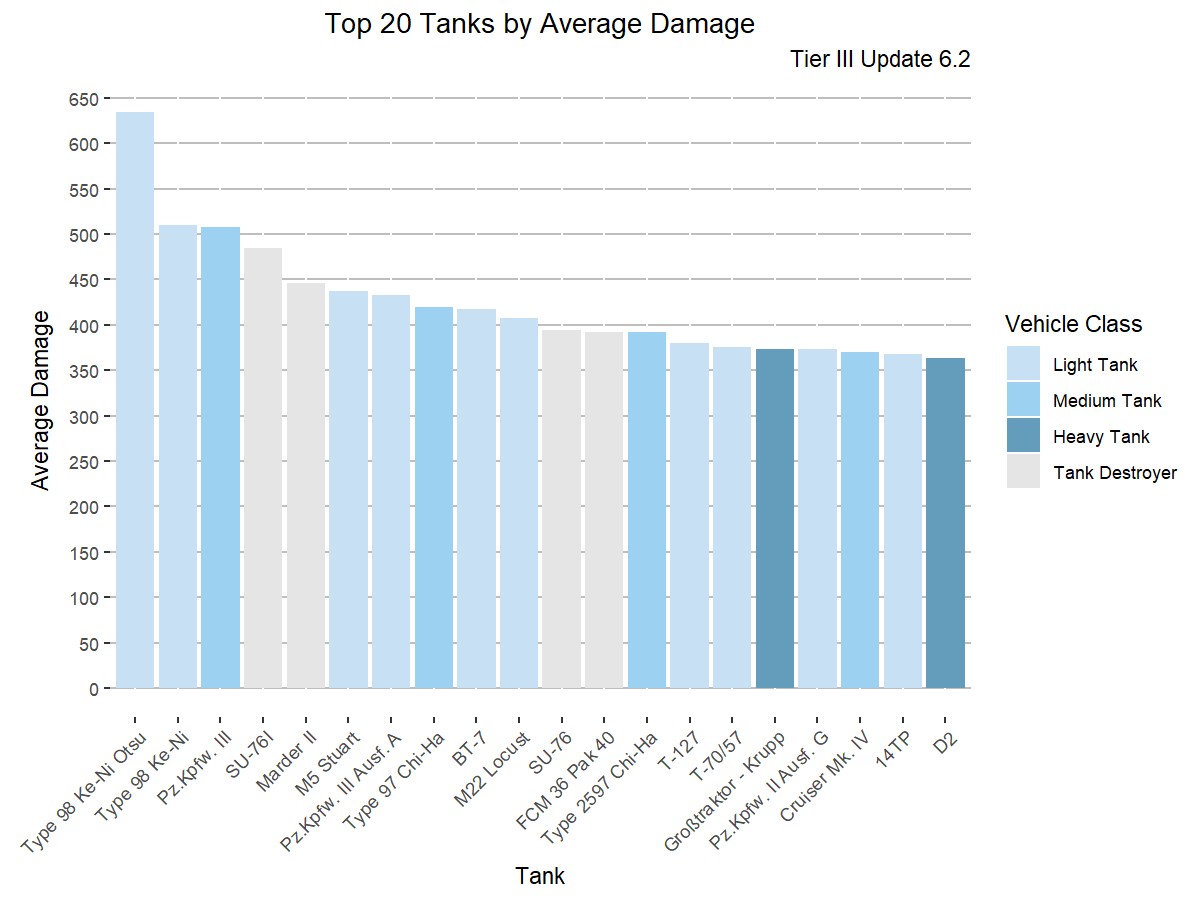 Top 20 Tanks by Average Damage
Tier III Update 6.2
650
600
550
500
450
400
350
300
250
200
150
100
50
0
Average Damage
Type 98 Ke-Ni Otsu
Type 98 Ke-Ni
Pz.Kpfw. III
SU-76I
Marder II
M5 Stuart
Pz.Kpfw. III Ausf. A
Type 97 Chi-Ha
BT-7
M22 Locust
SU-76
FCM 36 Pak 40
Type 2597 Chi-Ha
T-127
T-70/57
Großtraktor - Krupp
Pz.Kpfw. II Ausf. G
Cruiser Mk. IV
14TP
D2
Tank
Vehicle Class
Light Tank
Medium Tank
Heavy Tank
Tank Destroyer